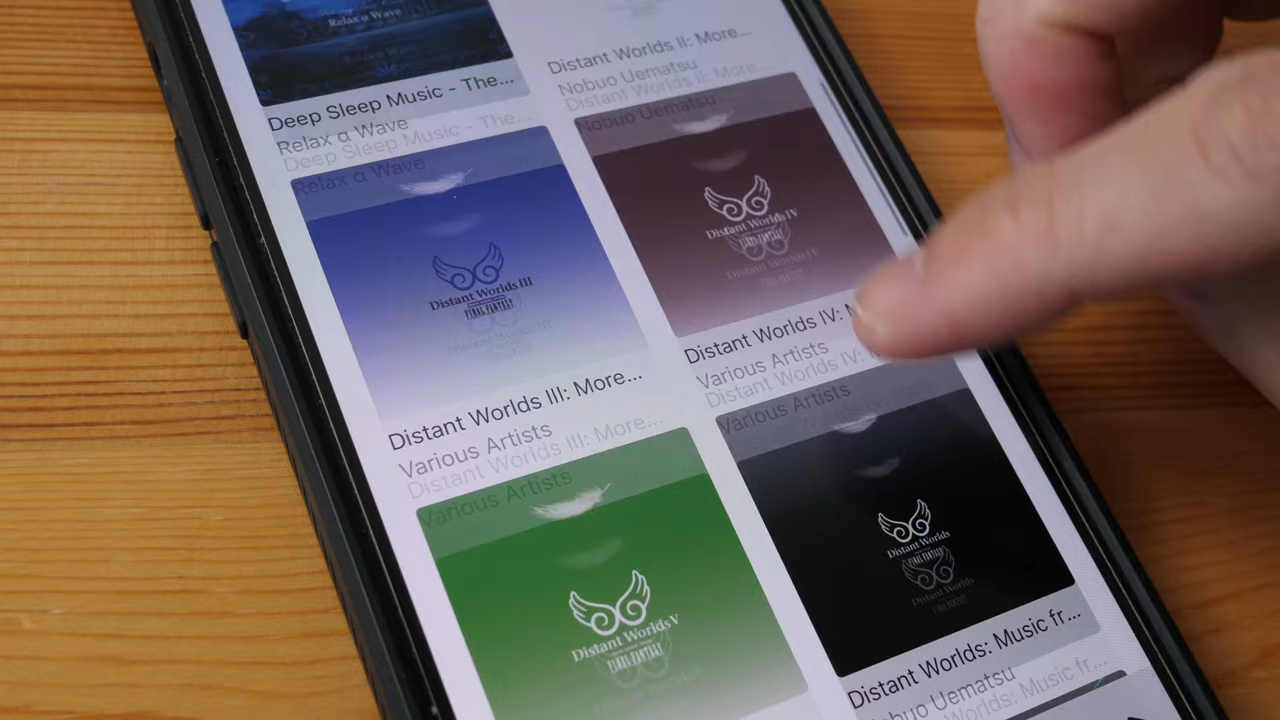 Relax α Wave
Deep Sleep Music - The...
Relax α Wave
Distant Worlds II: More...
Nobuo Uematsu
Distant Worlds III
FINAL FANTASY
Distant Worlds III: More...
Various Artists
Distant Worlds IV
FINAL FANTASY
Distant Worlds IV:
Various Artists
Distant Worlds V
FINAL FANTASY
Distant Worlds
FINAL FANTASY
Distant Worlds: Music fr...
Nobuo Uematsu